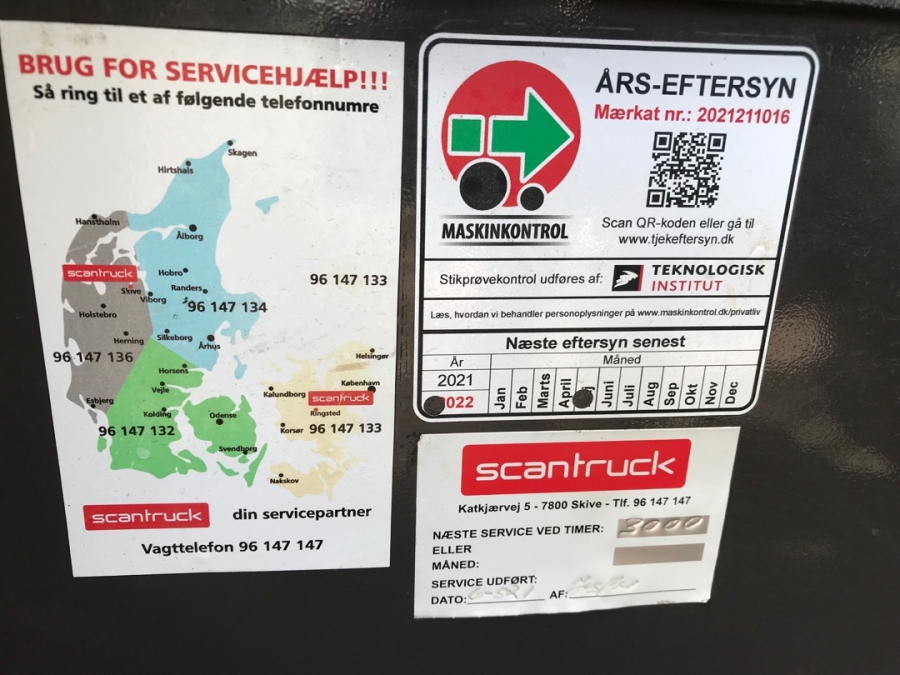 BRUG FOR SERVICEHJÆLP!!!
Så ring til et af følgende telefonnumre
Skagen
Hirtshals
Hanstholm
Ålborg
scantruck
Hobro
96 147 133
Skive
Viborg
Randers
96 147 134
Holstebro
Herning
Silkeborg
Århus
96 147 136
Helsingør
Horsens
Vejle
København
Kalundborg
scantruck
Esbjerg
Kolding
Odense
Ringsted
96 147 132
Korsør
96 147 133
Svendborg
Nakskov
scantruck din servicepartner
Vagttelefon 96 147 147
MASKINKONTROL
ÅRS-EFTERSYN
Mærkat nr.: 2021211016
Scan QR-koden eller gå til
www.tjekeftersyn.dk
Stikprøvekontrol udføres af: TEKNOLOGISK
INSTITUT
Læs, hvordan vi behandler personoplysninger på www.maskinkontrol.dk/privatliv
Næste eftersyn senest
År Måned
2021
2022
Jan Feb Marts April Maj Juni Juli Aug Sep Okt Nov Dec
scantruck
Katkjærvej 5 - 7800 Skive - Tlf. 96 147 147
NÆSTE SERVICE VED TIMER: 3000
ELLER
MÅNED:
SERVICE UDFØRT:
DATO: AF: